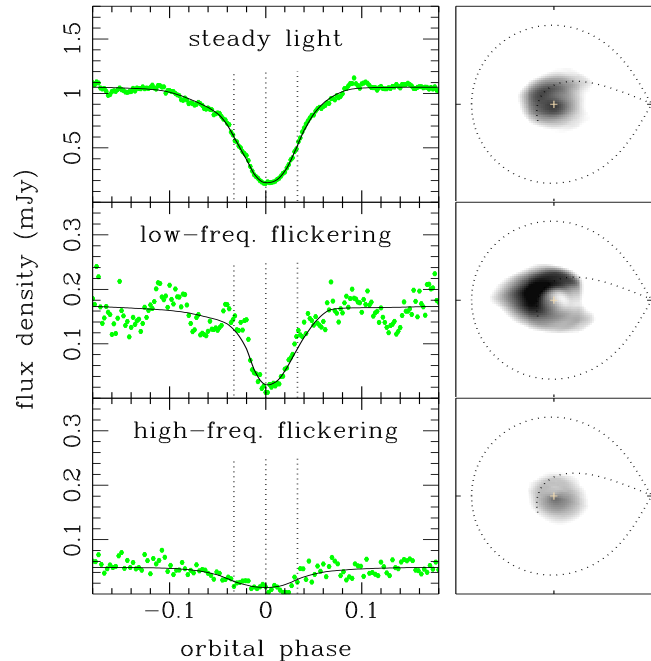 steady light
1.5
1
0.5
low-freq. flickering
0.3
0.2
0.1
high-freq. flickering
0.3
0.2
0.1
flux density (mJy)
−0.1 0 0.1
orbital phase